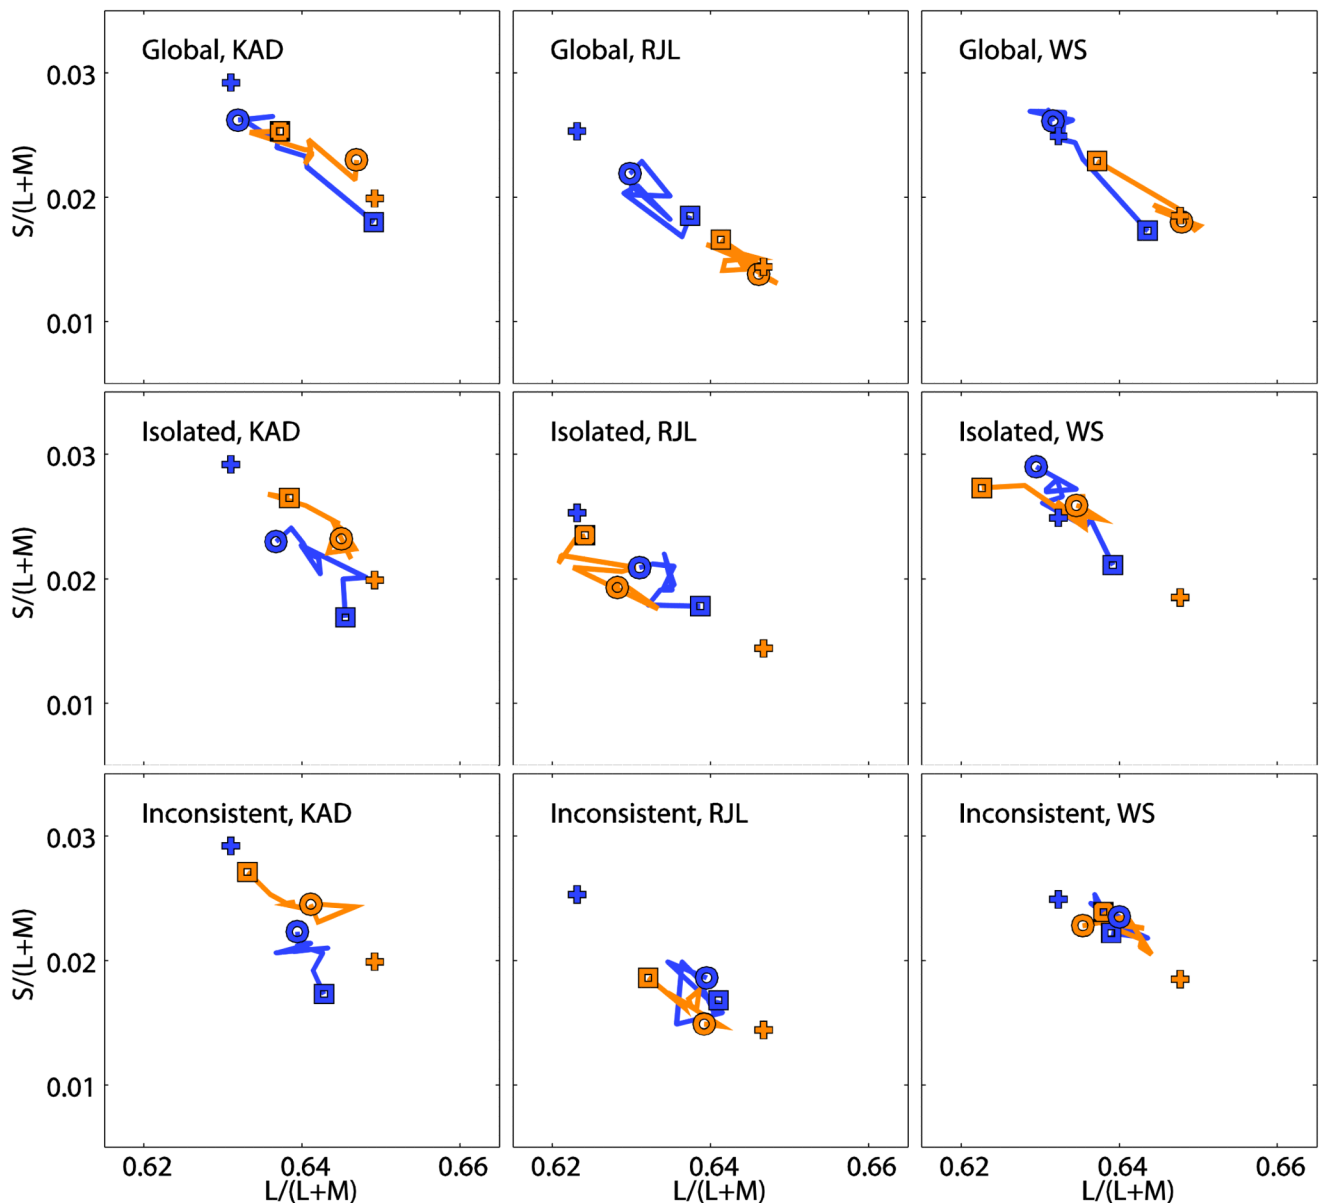 Global, KAD
Global, RJL
Global, WS
0.03
0.02
0.01
S/(L+M)
Isolated, KAD
Isolated, RJL
Isolated, WS
0.03
0.02
0.01
S/(L+M)
Inconsistent, KAD
Inconsistent, RJL
Inconsistent, WS
0.03
0.02
0.01
S/(L+M)
0.62 0.64 0.66
0.62 0.64 0.66
0.62 0.64 0.66
L/(L+M)
L/(L+M)
L/(L+M)